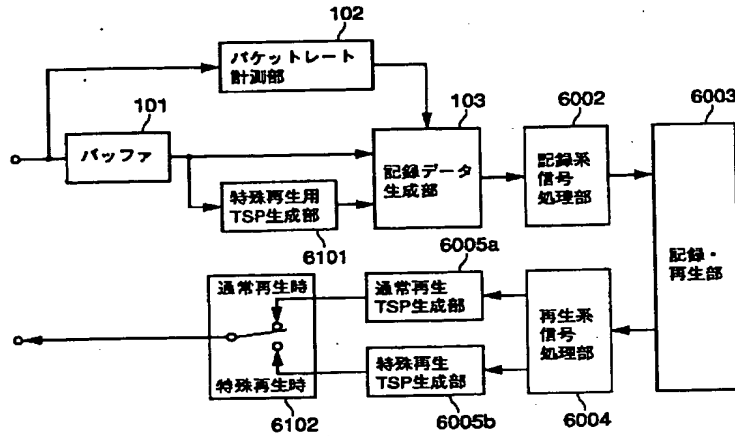 102
パケットレート
計測部
101
バッファ
103
記録データ
生成部
6002
記録系
信号
処理部
6003
記録・
再生部
特殊再生用
TSP生成部
6101
6005a
通常再生
TSP生成部
通常再生時
特殊再生時
6102
特殊再生
TSP生成部
6005b
再生系
信号
処理部
6004